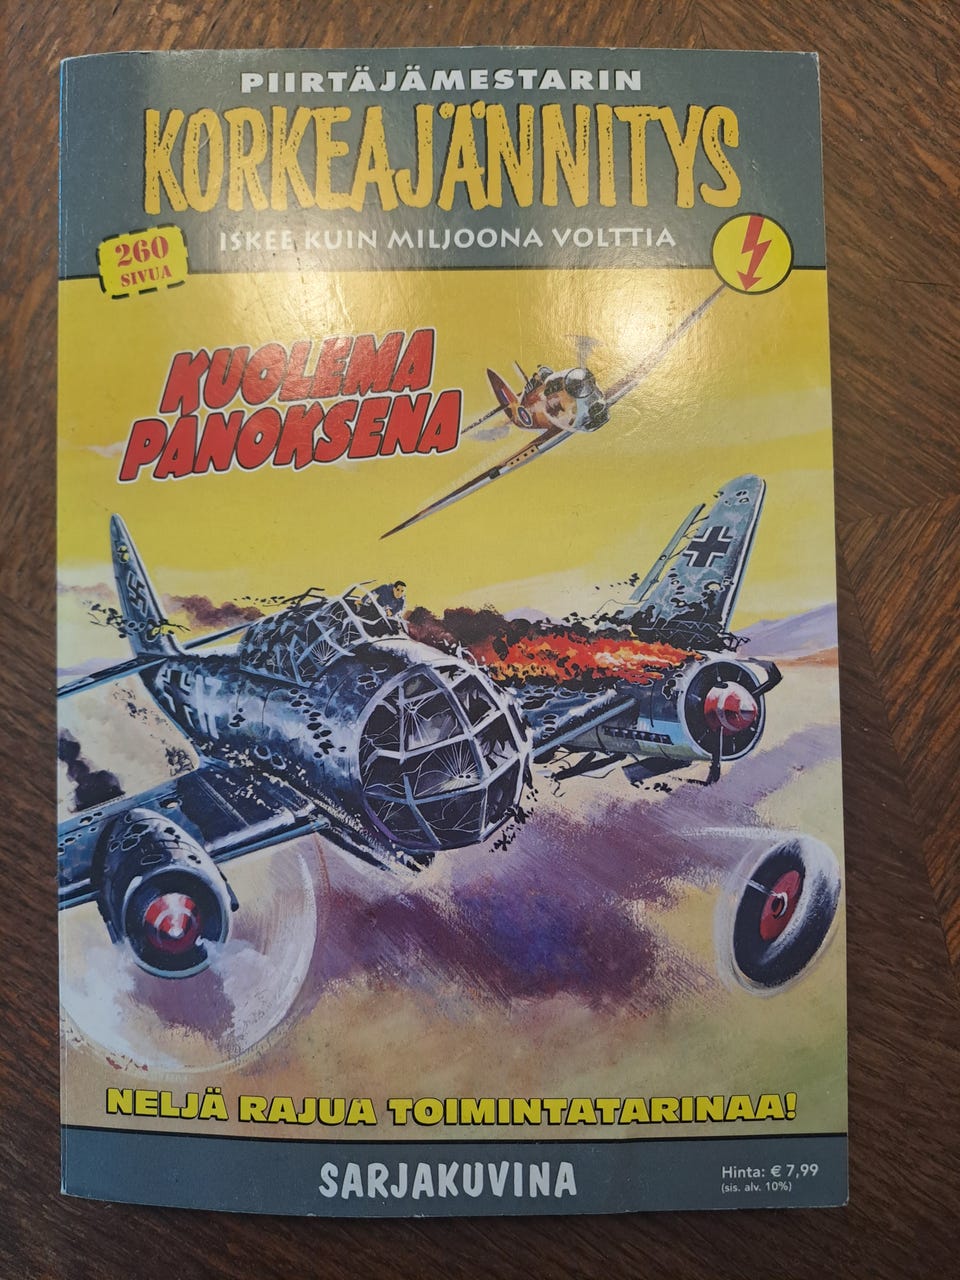 PIIRTÄJÄMESTARIN
KORKEAJÄNNITYS
ISKEE KUIN MILJOONA VOLTTIA
260
SIVUA
KUOLEMA
PANOKSENA
NELJÄ RAJUA TOIMINTATARINAA!
SARJAKUVINA
Hinta: € 7,99
(sis. alv. 10%)